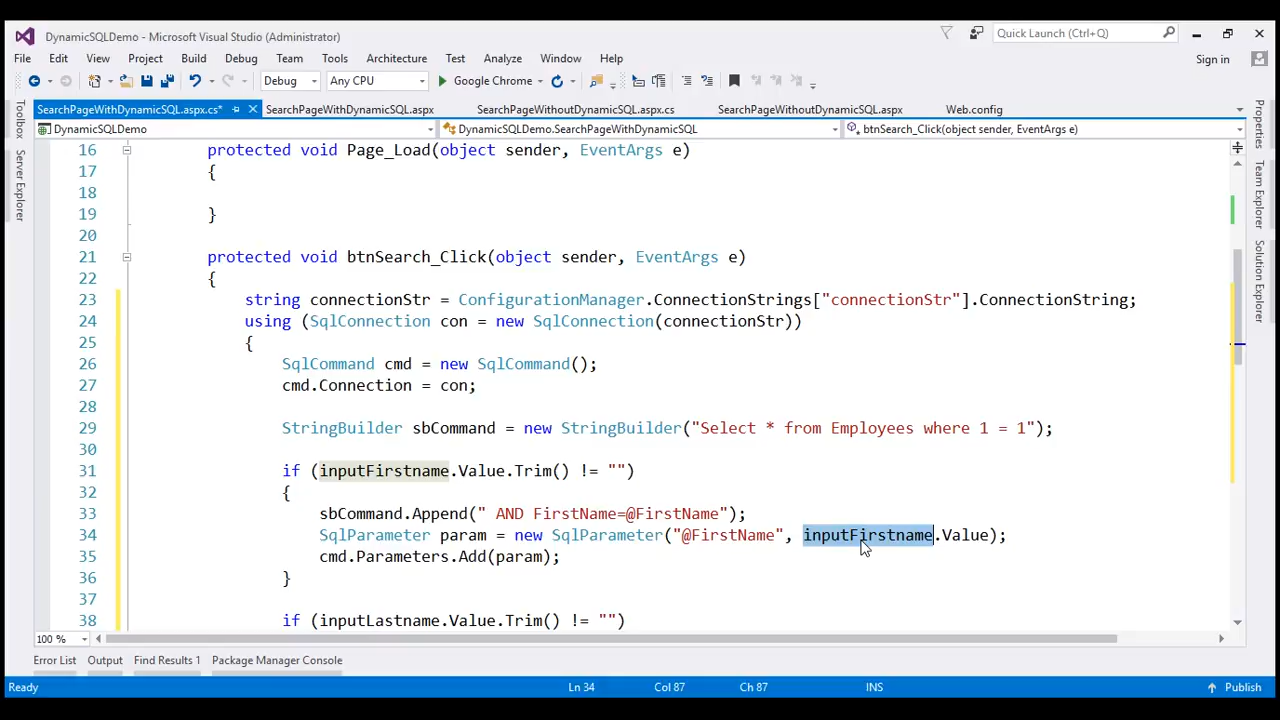 DynamicSQLDemo - Microsoft Visual Studio (Administrator)
Quick Launch (Ctrl+Q)
File Edit View Project Build Debug Team Tools Architecture Test Analyze Window Help
Sign in
Debug Any CPU Google Chrome
SearchPageWithDynamicSQL.aspx.cs* SearchPageWithDynamicSQL.aspx SearchPageWithoutDynamicSQL.aspx.cs SearchPageWithoutDynamicSQL.aspx Web.config
DynamicSQLDemo DynamicSQLDemo.SearchPageWithDynamicSQL btnSearch_Click(object sender, EventArgs e)
Toolbox
Server Explorer
Properties
Team Explorer
Solution Explorer
16 protected void Page_Load(object sender, EventArgs e)
17 {
18
19 }
20
21 protected void btnSearch_Click(object sender, EventArgs e)
22 {
23 string connectionStr = ConfigurationManager.ConnectionStrings["connectionStr"].ConnectionString;
24 using (SqlConnection con = new SqlConnection(connectionStr))
25 {
26 SqlCommand cmd = new SqlCommand();
27 cmd.Connection = con;
28
29 StringBuilder sbCommand = new StringBuilder("Select * from Employees where 1 = 1");
30
31 if (inputFirstname.Value.Trim() != "")
32 {
33 sbCommand.Append(" AND FirstName=@FirstName");
34 SqlParameter param = new SqlParameter("@FirstName", inputFirstname.Value);
35 cmd.Parameters.Add(param);
36 }
37
38 if (inputLastname.Value.Trim() != "")
100 %
Error List Output Find Results 1 Package Manager Console
Ready Ln 34 Col 87 Ch 87 INS Publish